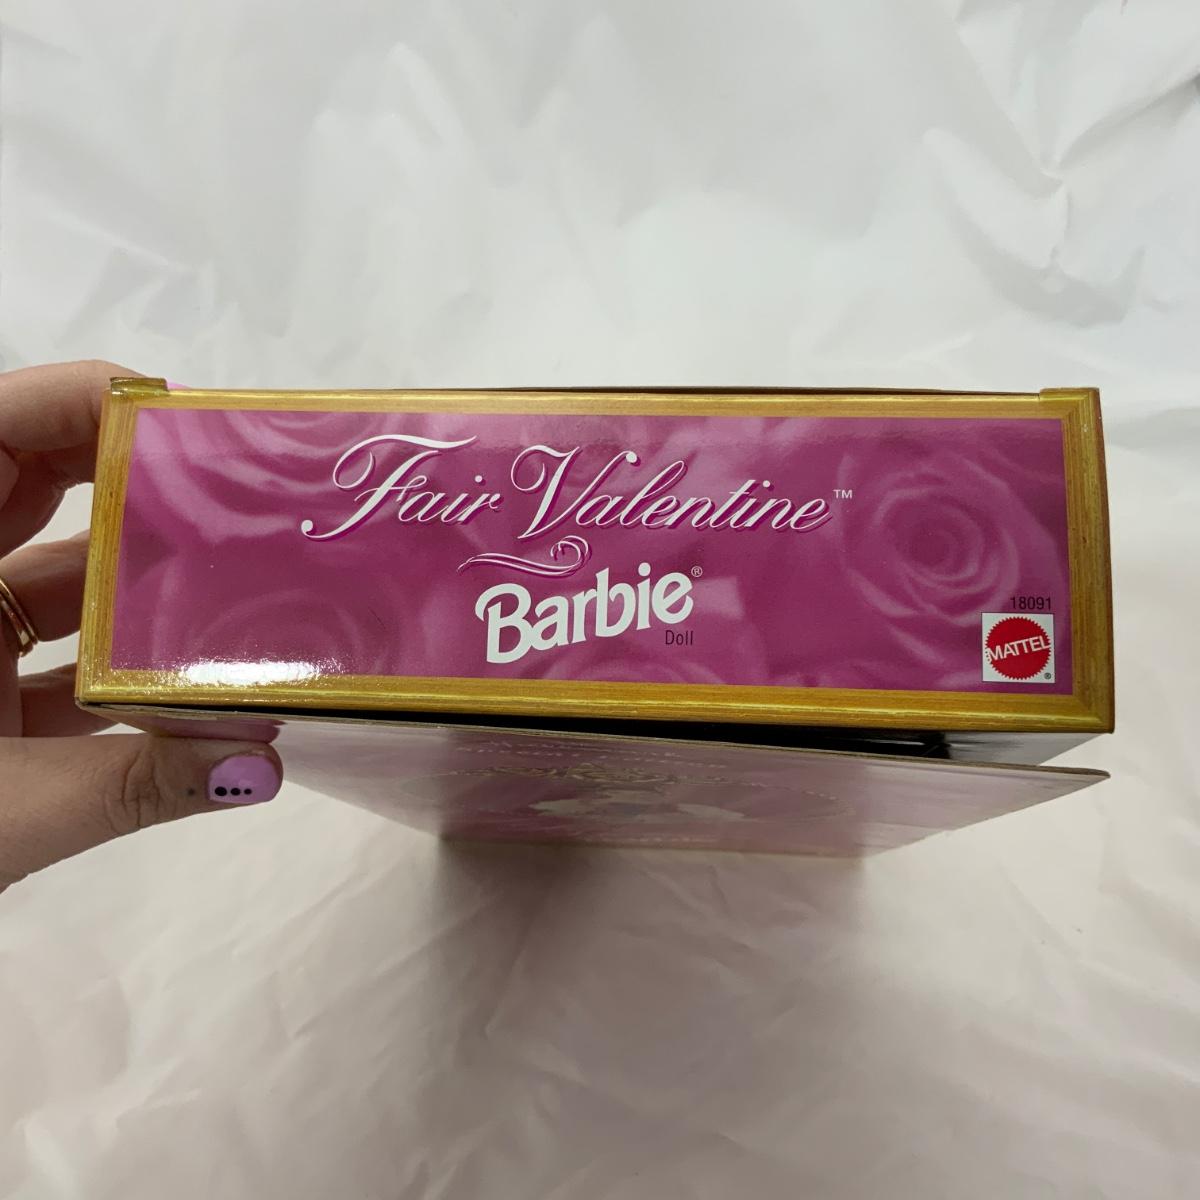 Fair Valentine™
Barbie®
Doll
18091
MATTEL
®